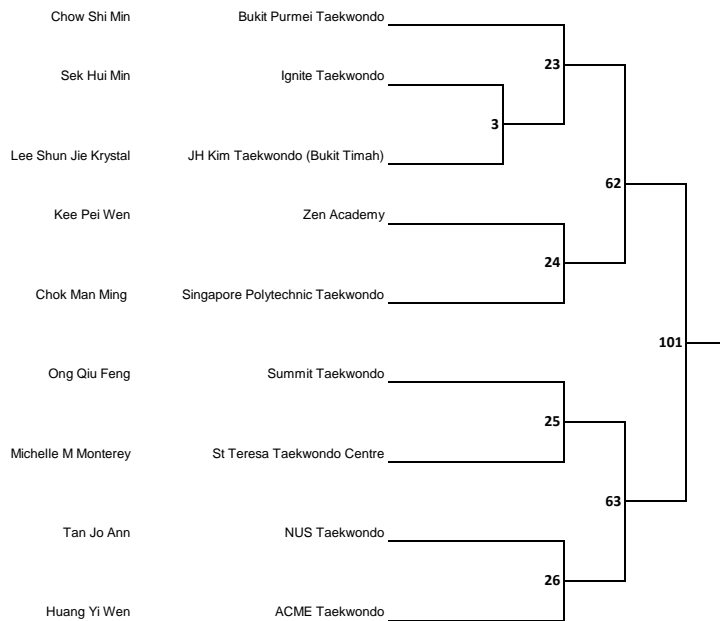 Chow Shi Min Bukit Purmei Taekwondo
23
Sek Hui Min Ignite Taekwondo
3
Lee Shun Jie Krystal JH Kim Taekwondo (Bukit Timah)
62
Kee Pei Wen Zen Academy
24
Chok Man Ming Singapore Polytechnic Taekwondo
101
Ong Qiu Feng Summit Taekwondo
25
Michelle M Monterey St Teresa Taekwondo Centre
63
Tan Jo Ann NUS Taekwondo
26
Huang Yi Wen ACME Taekwondo